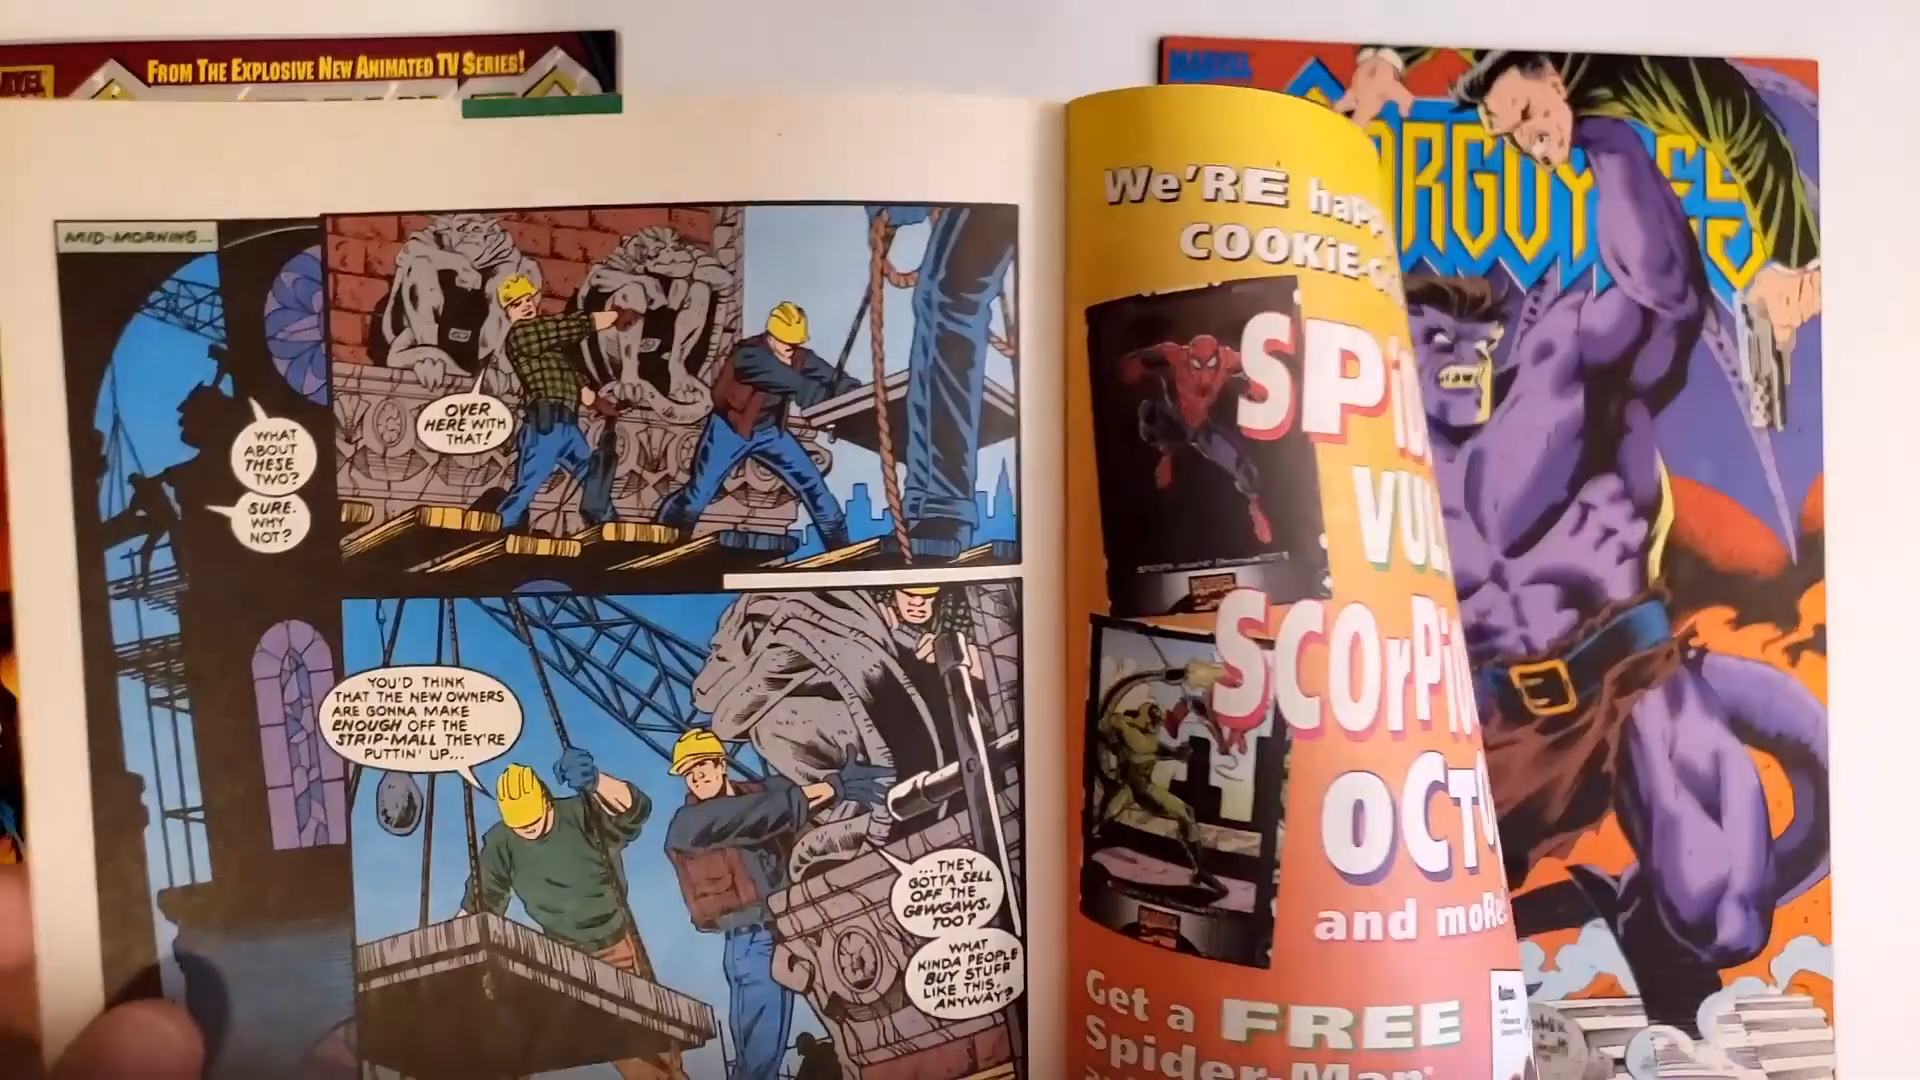 FROM THE EXPLOSIVE NEW ANIMATED TV SERIES!
MID-MORNING...
WHAT
ABOUT
THESE
TWO?
SURE.
WHY
NOT?
OVER
HERE WITH
THAT!
YOU'D THINK
THAT THE NEW OWNERS
ARE GONNA MAKE
ENOUGH OFF THE
STRIP-MALL THEY'RE
PUTTIN' UP...
...THEY
GOTTA SELL
OFF THE
GEWGAWS,
TOO?
WHAT
KINDA PEOPLE
BUY STUFF
LIKE THIS,
ANYWAY?
We'RE
COOKiE-
and moRe!
Get a FREE
Spider-Man
MARVEL